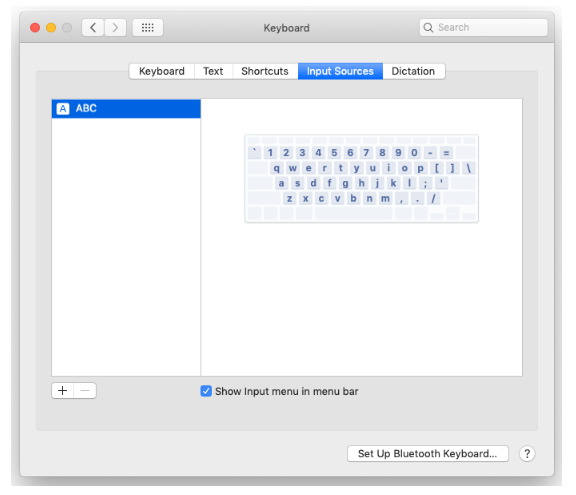 Keyboard
Search
Keyboard Text Shortcuts Input Sources Dictation
A ABC
` 1 2 3 4 5 6 7 8 9 0 - =
q w e r t y u i o p [ ] \
a s d f g h j k l ; '
z x c v b n m , . /
+ −
Show Input menu in menu bar
Set Up Bluetooth Keyboard... ?